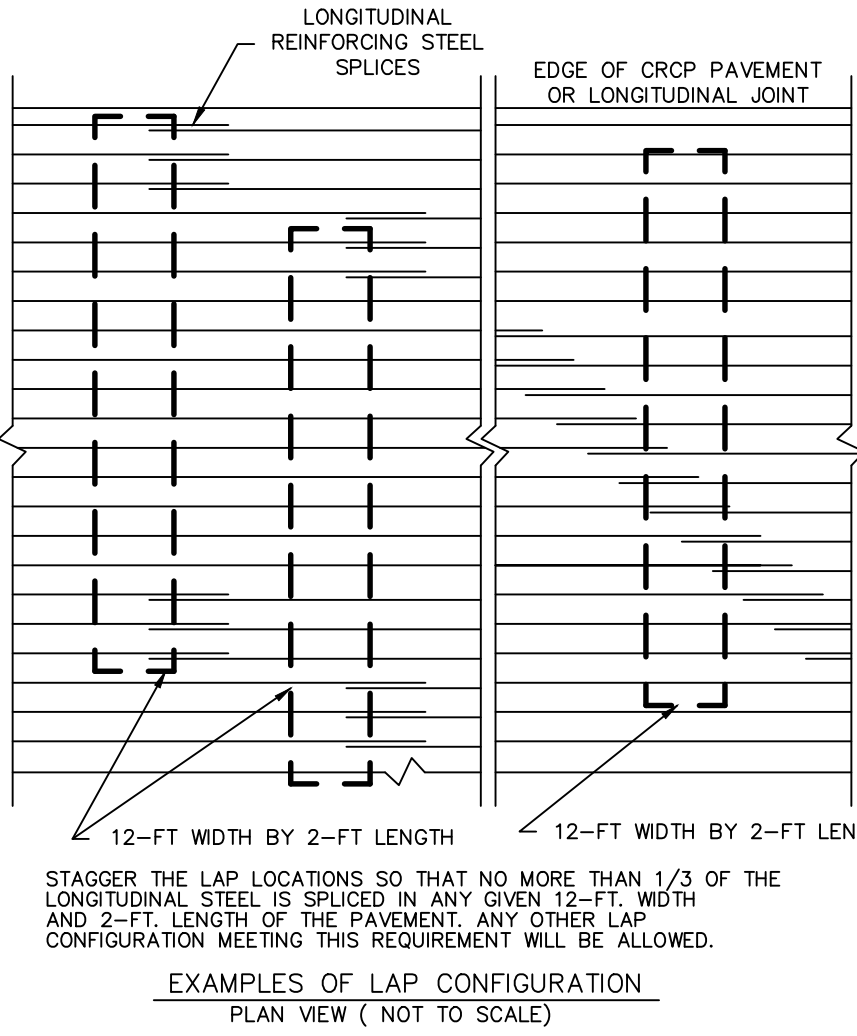 LONGITUDINAL
REINFORCING STEEL
SPLICES
EDGE OF CRCP PAVEMENT
OR LONGITUDINAL JOINT
12-FT WIDTH BY 2-FT LENGTH
12-FT WIDTH BY 2-FT LEN
STAGGER THE LAP LOCATIONS SO THAT NO MORE THAN 1/3 OF THE
LONGITUDINAL STEEL IS SPLICED IN ANY GIVEN 12-FT. WIDTH
AND 2-FT. LENGTH OF THE PAVEMENT. ANY OTHER LAP
CONFIGURATION MEETING THIS REQUIREMENT WILL BE ALLOWED.
EXAMPLES OF LAP CONFIGURATION
PLAN VIEW ( NOT TO SCALE)